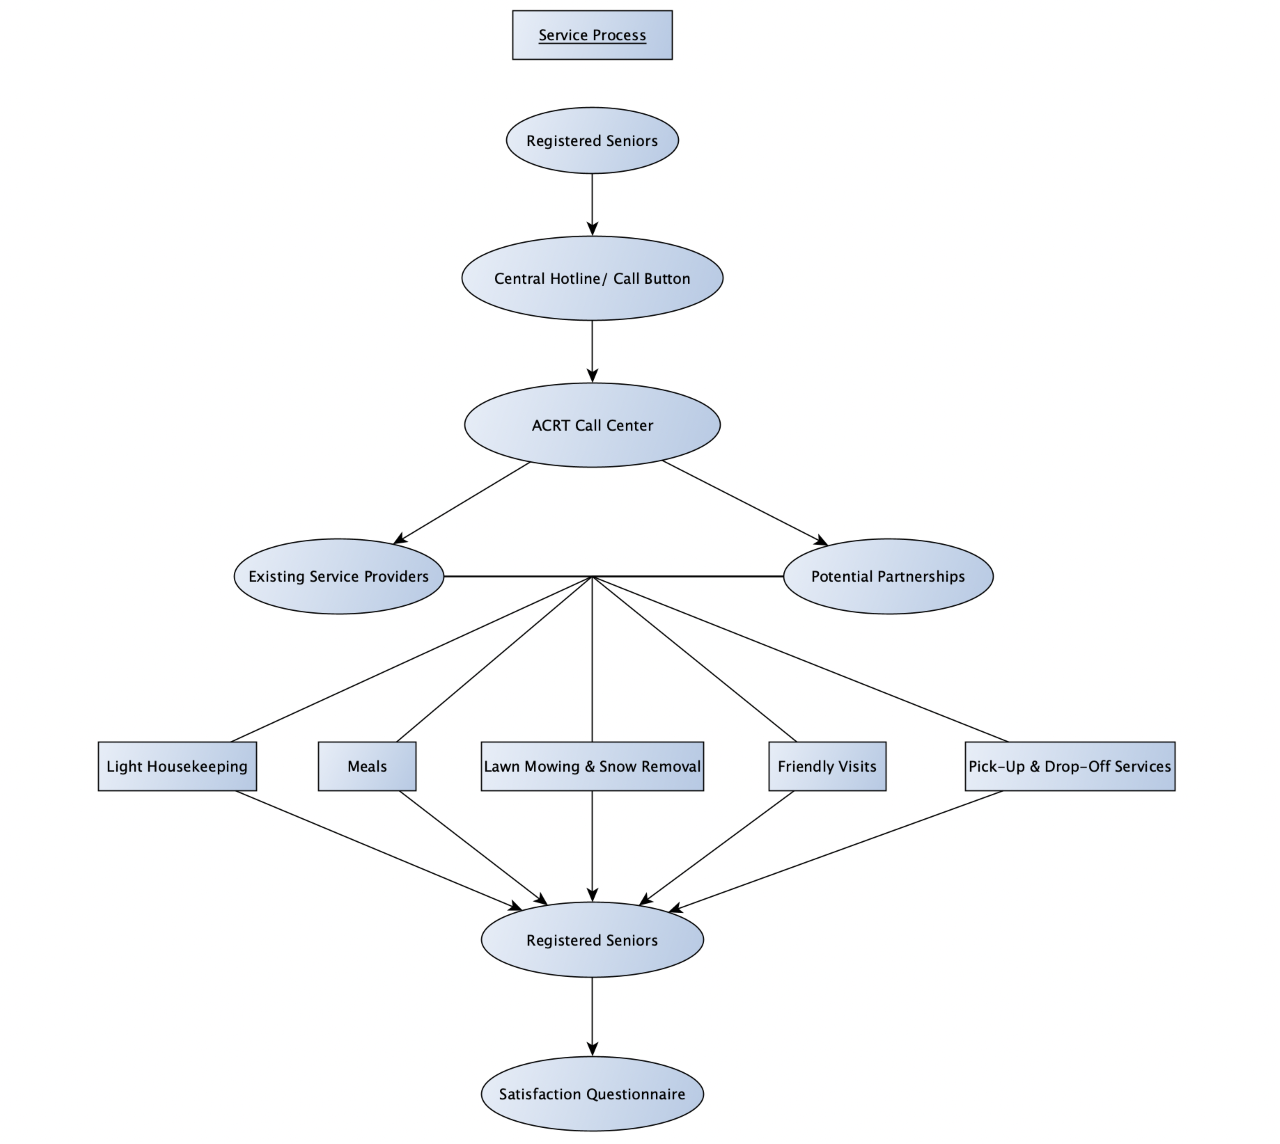 Service Process
Registered Seniors
Central Hotline/ Call Button
ACRT Call Center
Existing Service Providers
Potential Partnerships
Light Housekeeping
Meals
Lawn Mowing & Snow Removal
Friendly Visits
Pick-Up & Drop-Off Services
Registered Seniors
Satisfaction Questionnaire